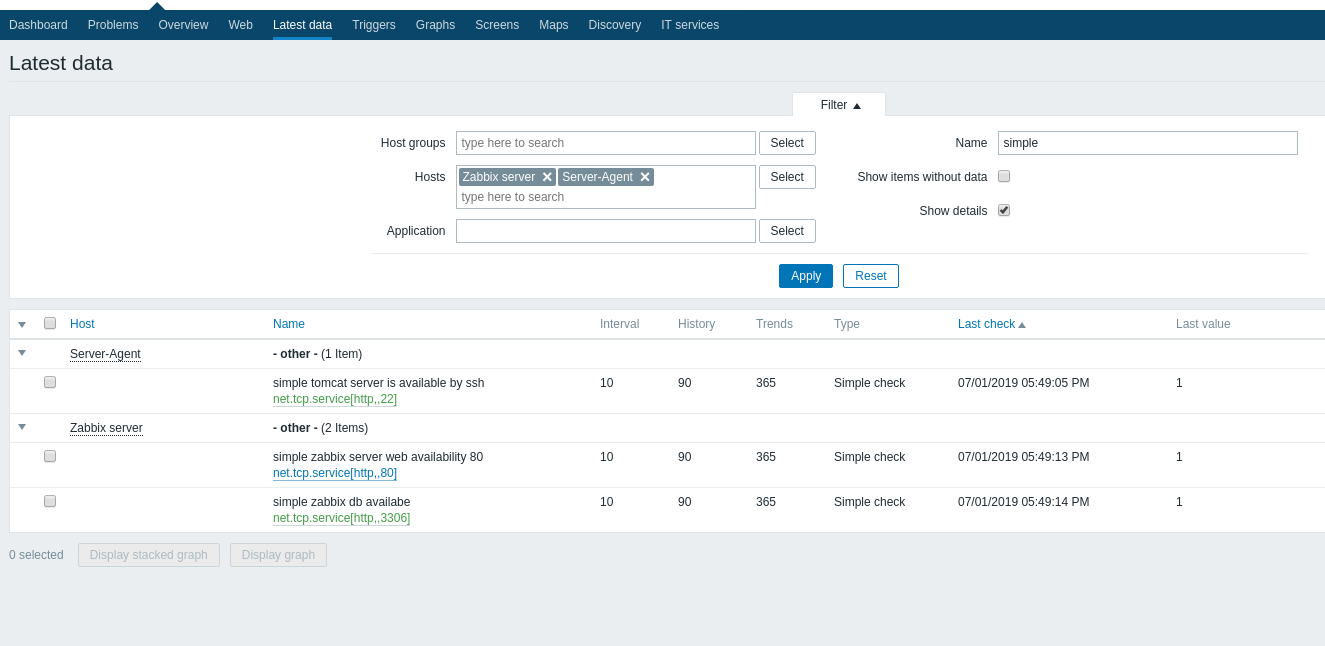 Dashboard Problems Overview Web Latest data Triggers Graphs Screens Maps Discovery IT services
Latest data
Filter
Host groups type here to search Select Name simple
Hosts Zabbix server Server-Agent Select Show items without data
type here to search
Show details
Application Select
Apply Reset
Host Name Interval History Trends Type Last check Last value
Server-Agent - other - (1 Item)
simple tomcat server is available by ssh 10 90 365 Simple check 07/01/2019 05:49:05 PM 1
net.tcp.service[http,,22]
Zabbix server - other - (2 Items)
simple zabbix server web availability 80 10 90 365 Simple check 07/01/2019 05:49:13 PM 1
net.tcp.service[http,,80]
simple zabbix db availabe 10 90 365 Simple check 07/01/2019 05:49:14 PM 1
net.tcp.service[http,,3306]
0 selected Display stacked graph Display graph